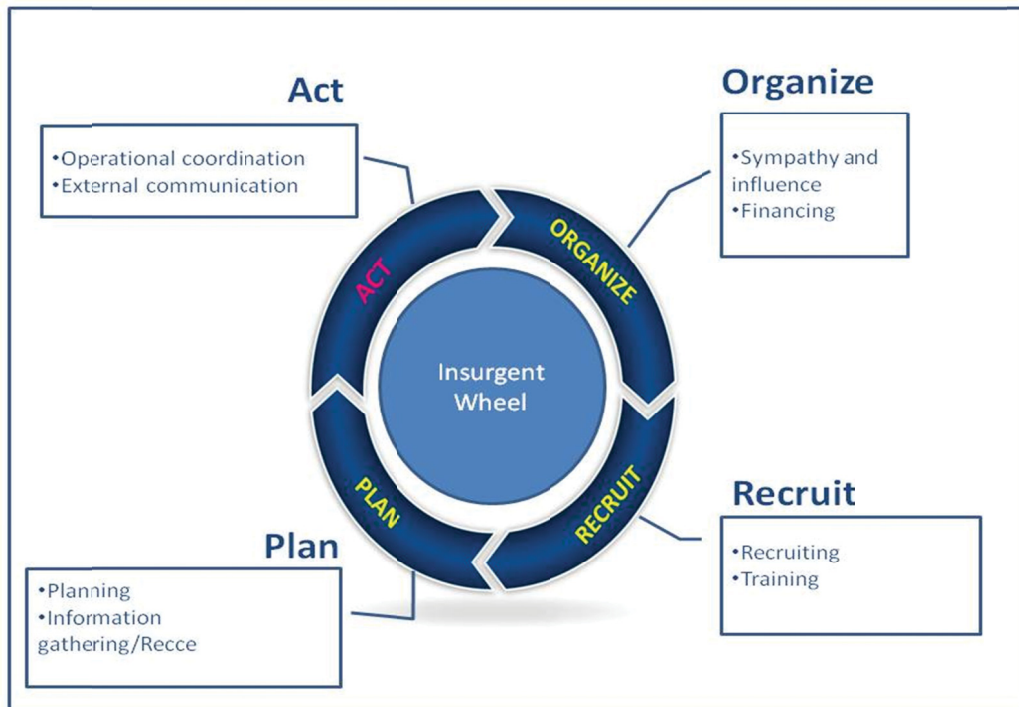 Act
•Operational coordination
•External communication
Organize
•Sympathy and
influence
•Financing
ACT
ORGANIZE
Insurgent
Wheel
PLAN
RECRUIT
Plan
•Planning
•Information
gathering/Recce
Recruit
•Recruiting
•Training